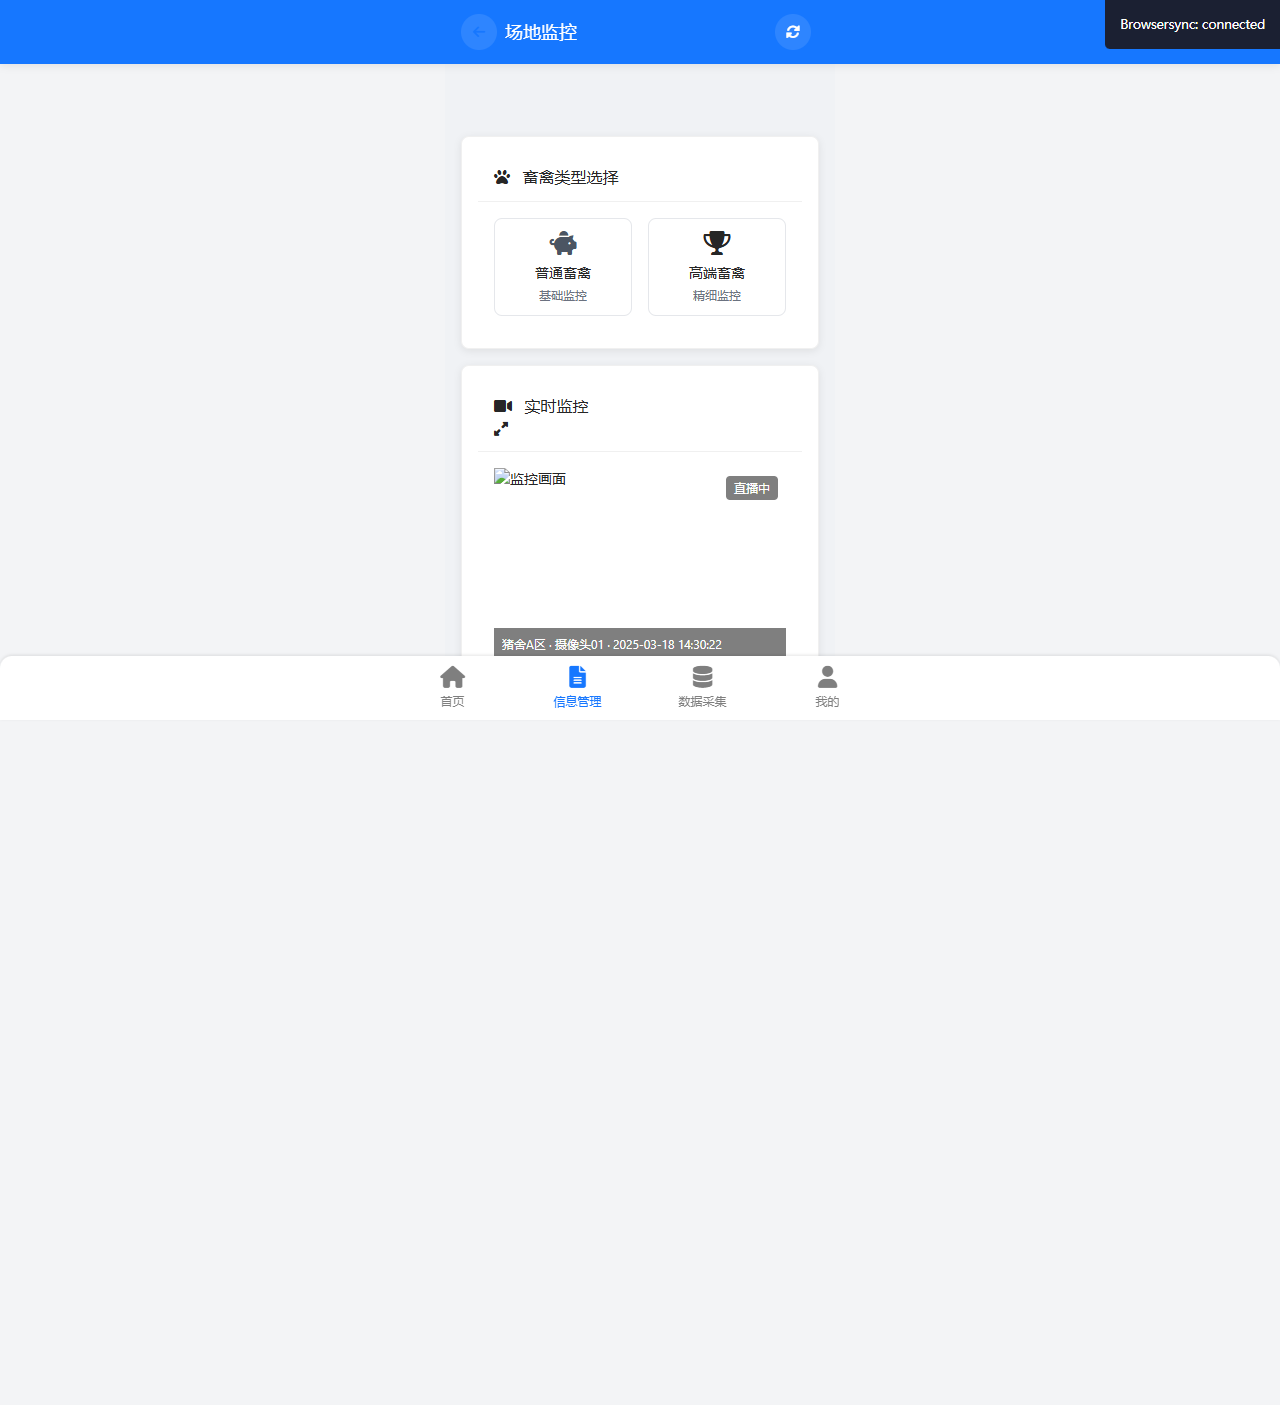 场地监控
Browsersync: connected
畜禽类型选择
普通畜禽
基础监控
高端畜禽
精细监控
实时监控
监控画面
直播中
猪舍A区 · 摄像头01 · 2025-03-18 14:30:22
首页
信息管理
数据采集
我的